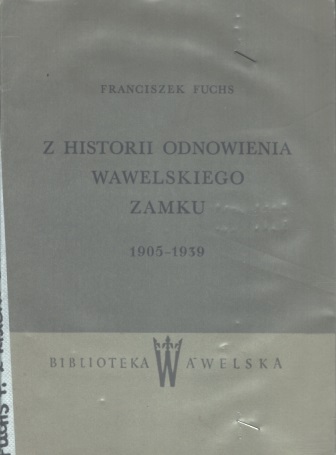 FRANCISZEK FUCHS
Z HISTORII ODNOWIENIA
WAWELSKIEGO
ZAMKU
1905-1939
BIBLIOTEKA WAWELSKA